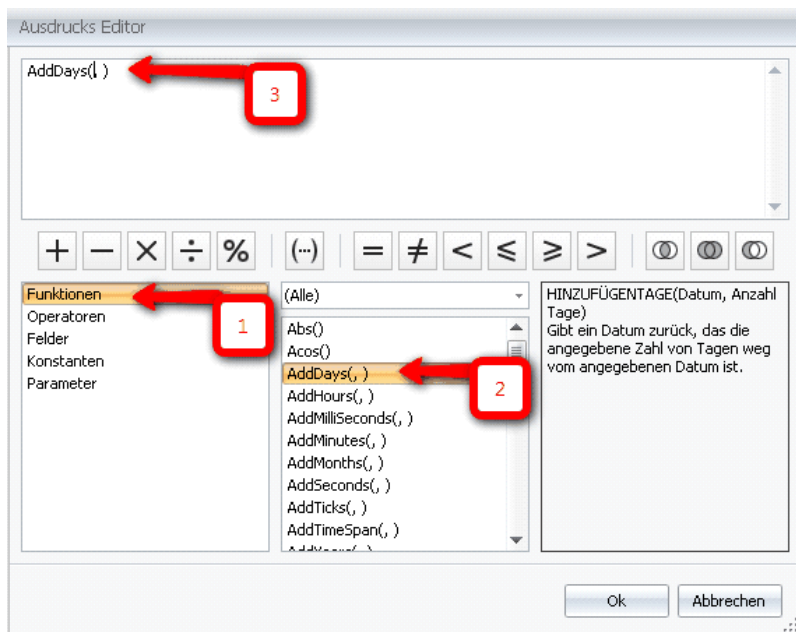 Ausdrucks Editor
AddDays(, )
3
+ − × ÷ % (···) = ≠ < ≤ ≥ >
Funktionen
Operatoren
Felder
Konstanten
Parameter
1
(Alle)
Abs()
Acos()
AddDays(, )
AddHours(, )
AddMilliSeconds(, )
AddMinutes(, )
AddMonths(, )
AddSeconds(, )
AddTicks(, )
AddTimeSpan(, )
2
HINZUFÜGENTAGE(Datum, Anzahl
Tage)
Gibt ein Datum zurück, das die
angegebene Zahl von Tagen weg
vom angegebenen Datum ist.
Ok
Abbrechen